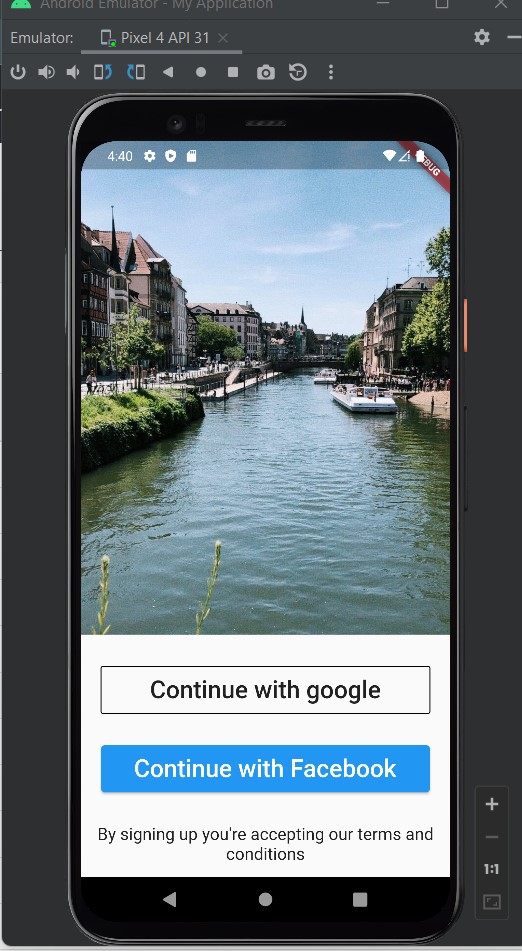 Android Emulator - My Application
Emulator: Pixel 4 API 31
4:40
DEBUG
Continue with google
Continue with Facebook
By signing up you're accepting our terms and
conditions
1:1